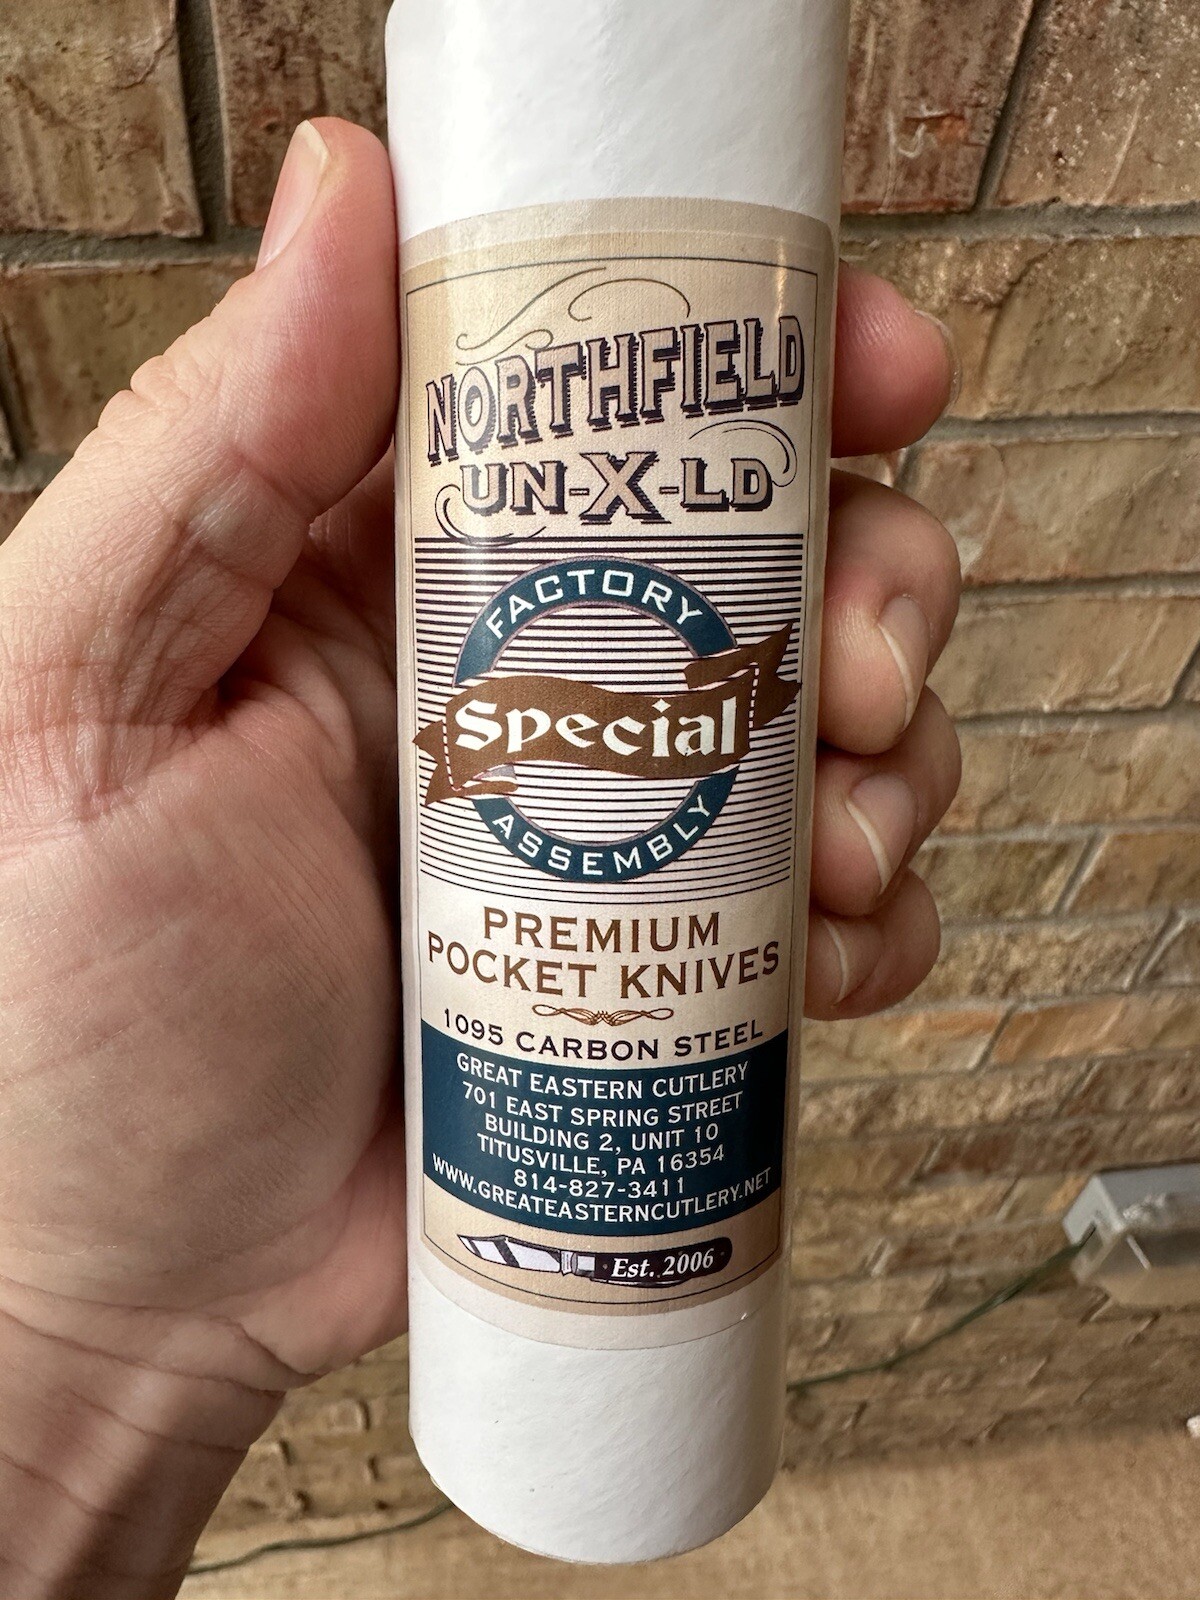 NORTHFIELD
UN-X-LD
FACTORY
Special
ASSEMBLY
PREMIUM
POCKET KNIVES
1095 CARBON STEEL
GREAT EASTERN CUTLERY
701 EAST SPRING STREET
BUILDING 2, UNIT 10
TITUSVILLE, PA 16354
814-827-3411
WWW.GREATEASTERNCUTLERY.NET
Est. 2006